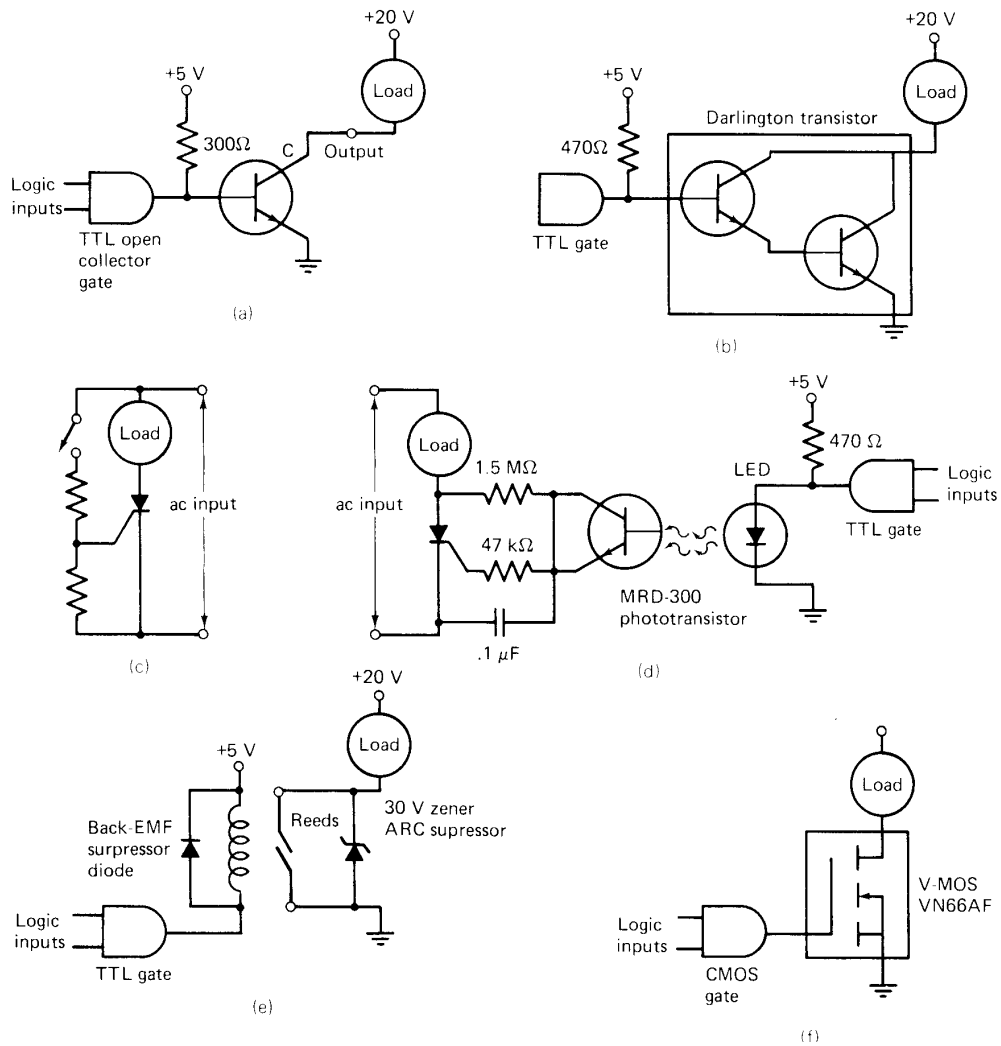 +20 V
Load
+5 V
300Ω
C
Output
Logic
inputs
TTL open
collector
gate
(a)
+20 V
Load
+5 V
Darlington transistor
470Ω
TTL gate
(b)
Load
ac input
(c)
ac input
Load
1.5 MΩ
47 kΩ
.1 μF
MRD-300
phototransistor
LED
+5 V
470 Ω
Logic
inputs
TTL gate
(d)
+20 V
Load
+5 V
Back-EMF
surpressor
diode
Reeds
30 V zener
ARC supressor
Logic
inputs
TTL gate
(e)
Load
V-MOS
VN66AF
Logic
inputs
CMOS
gate
(f)